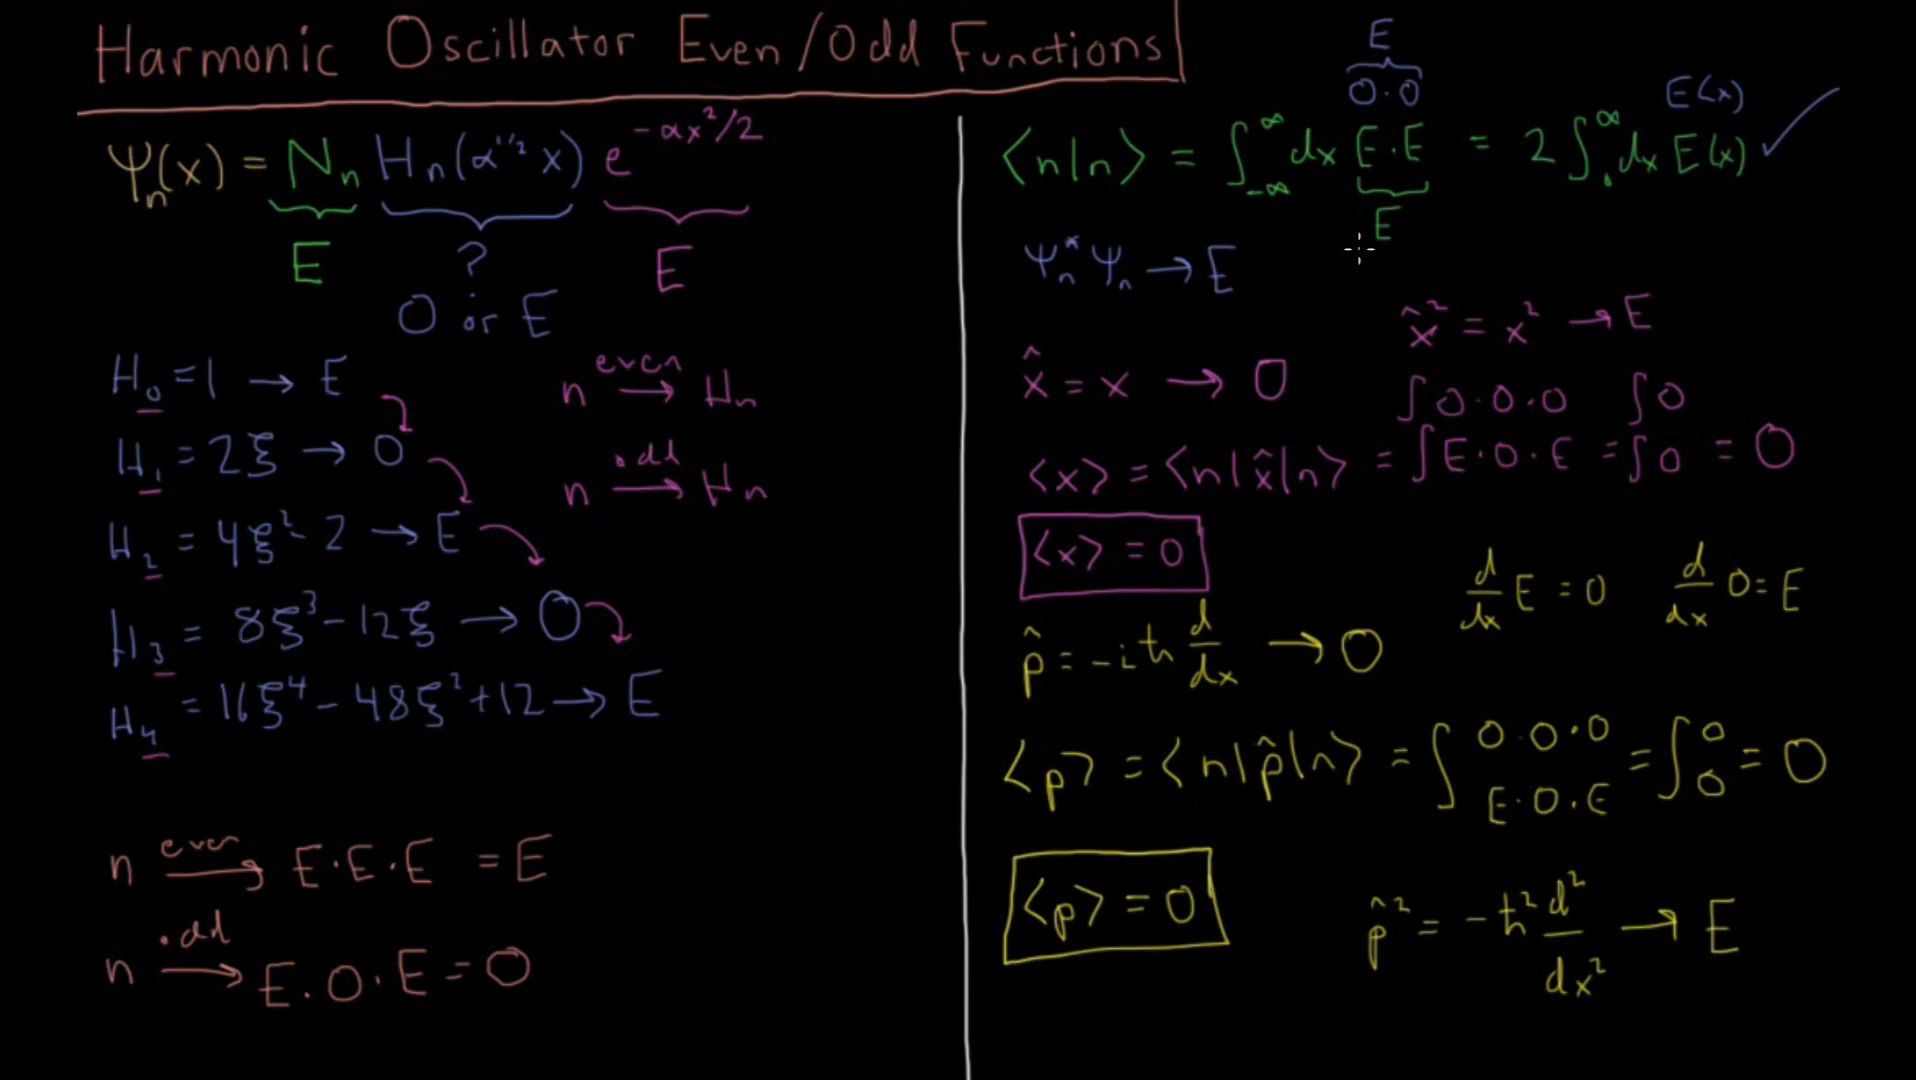 Harmonic Oscillator Even/Odd Functions
Ψn(x) = Nn Hn(α^1/2 x) e^-αx²/2
E ? E
O or E
H0 = 1 → E
H1 = 2ξ → O
H2 = 4ξ² - 2 → E
H3 = 8ξ³ - 12ξ → O
H4 = 16ξ⁴ - 48ξ² + 12 → E
n even → Hn
n odd → Hn
n even → E·E·E = E
n odd → E·O·E = O
E
O·O E(x)
⟨n|n⟩ = ∫_-∞^∞ dx E·E = 2∫_0^∞ dx E(x) ✓
E
Ψn* Ψn → E
x̂² = x² → E
x̂ = x → O
∫O·O·O ∫O
⟨x⟩ = ⟨n|x̂|n⟩ = ∫E·O·E = ∫O = 0
⟨x⟩ = 0
d/dx E = O d/dx O = E
p̂ = -iħ d/dx → O
⟨p⟩ = ⟨n|p̂|n⟩ = ∫ O·O·O E·O·E = ∫ O O = 0
⟨p⟩ = 0
p̂² = -ħ² d²/dx² → E